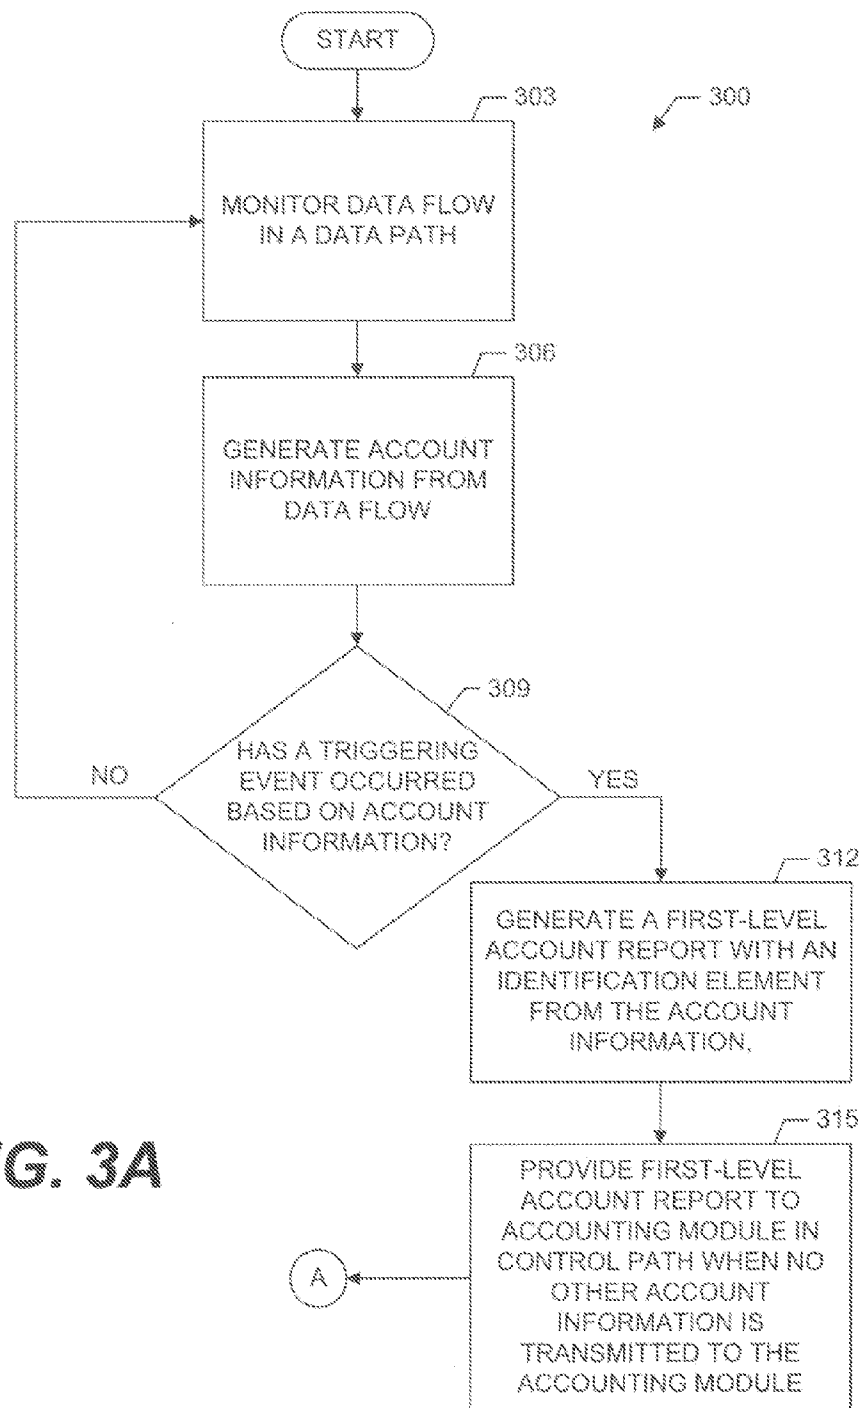 START
303
300
MONITOR DATA FLOW
IN A DATA PATH
306
GENERATE ACCOUNT
INFORMATION FROM
DATA FLOW
309
HAS A TRIGGERING
EVENT OCCURRED
BASED ON ACCOUNT
INFORMATION?
NO
YES
312
GENERATE A FIRST-LEVEL
ACCOUNT REPORT WITH AN
IDENTIFICATION ELEMENT
FROM THE ACCOUNT
INFORMATION.
315
G. 3A
PROVIDE FIRST-LEVEL
ACCOUNT REPORT TO
ACCOUNTING MODULE IN
CONTROL PATH WHEN NO
OTHER ACCOUNT
INFORMATION IS
TRANSMITTED TO THE
ACCOUNTING MODULE
A